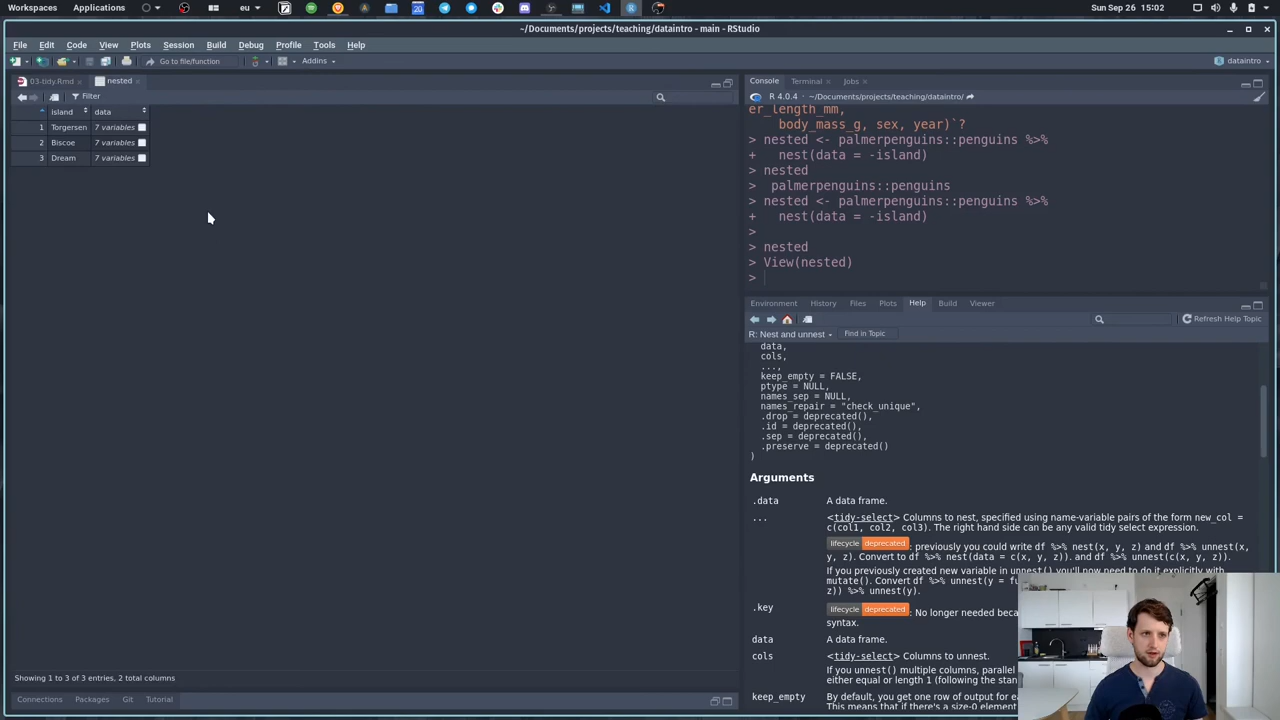 Workspaces
Applications
eu
20
Sun Sep 26
15:02
~/Documents/projects/teaching/dataintro - main - RStudio
File Edit Code View Plots Session Build Debug Profile Tools Help
Go to file/function
Addins
dataintro
03-tidy.Rmd
nested
Filter
island data
1 Torgersen 7 variables
2 Biscoe 7 variables
3 Dream 7 variables
Showing 1 to 3 of 3 entries, 2 total columns
Connections Packages Git Tutorial
Console Terminal Jobs
R 4.0.4 · ~/Documents/projects/teaching/dataintro/
er_length_mm,
body_mass_g, sex, year)`?
> nested <- palmerpenguins::penguins %>%
+ nest(data = -island)
> nested
> palmerpenguins::penguins
> nested <- palmerpenguins::penguins %>%
+ nest(data = -island)
>
> nested
> View(nested)
>
Environment History Files Plots Help Build Viewer
Refresh Help Topic
R: Nest and unnest
Find in Topic
data,
cols,
...,
keep_empty = FALSE,
ptype = NULL,
names_sep = NULL,
names_repair = "check_unique",
.drop = deprecated(),
.id = deprecated(),
.sep = deprecated(),
.preserve = deprecated()
)
Arguments
.data A data frame.
... <tidy-select> Columns to nest, specified using name-variable pairs of the form new_col =
c(col1, col2, col3). The right hand side can be any valid tidy select expression.
lifecycle deprecated : previously you could write df %>% nest(x, y, z) and df %>% unnest(x,
y, z). Convert to df %>% nest(data = c(x, y, z)). and df %>% unnest(c(x, y, z)).
If you previously created new variable in unnest() you'll now need to do it explicitly with
mutate(). Convert df %>% unnest(y = fu
z)) %>% unnest(y).
.key lifecycle deprecated : No longer needed beca
syntax.
data A data frame.
cols <tidy-select> Columns to unnest.
If you unnest() multiple columns, parallel
either equal or length 1 (following the stan
keep_empty By default, you get one row of output for ea
This means that if there's a size-0 element